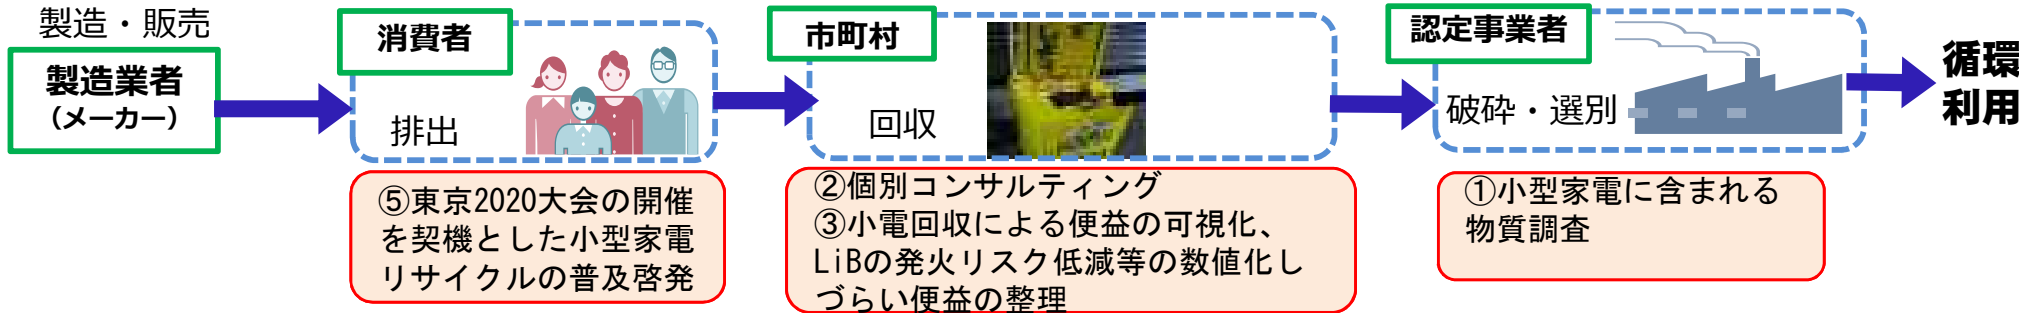 製造・販売
製造業者
（メーカー）
消費者
排出
⑤東京2020大会の開催
を契機とした小型家電
リサイクルの普及啓発
市町村
回収
②個別コンサルティング
③小電回収による便益の可視化、
LiBの発火リスク低減等の数値化し
づらい便益の整理
認定事業者
破砕・選別
①小型家電に含まれる
物質調査
循環
利用